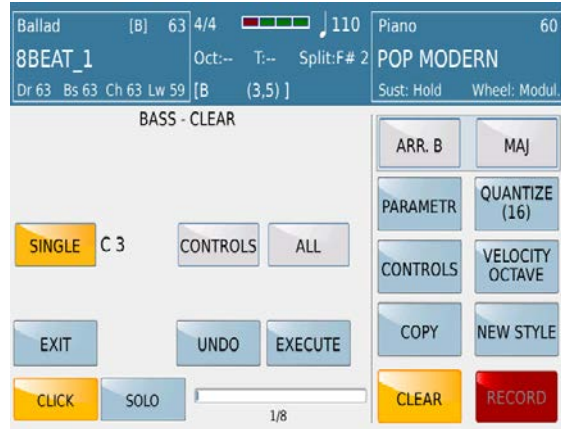 Ballad [B] 63 4/4 110 Piano 60
8BEAT_1 Oct:-- T:-- Split:F# 2 POP MODERN
Dr 63 Bs 63 Ch 63 Lw 59 [B (3,5) ] Sust: Hold Wheel: Modul.
BASS - CLEAR
ARR. B MAJ
PARAMETR QUANTIZE
(16)
SINGLE C 3 CONTROLS ALL
CONTROLS VELOCITY
OCTAVE
EXIT UNDO EXECUTE
COPY NEW STYLE
CLICK SOLO 1/8
CLEAR RECORD